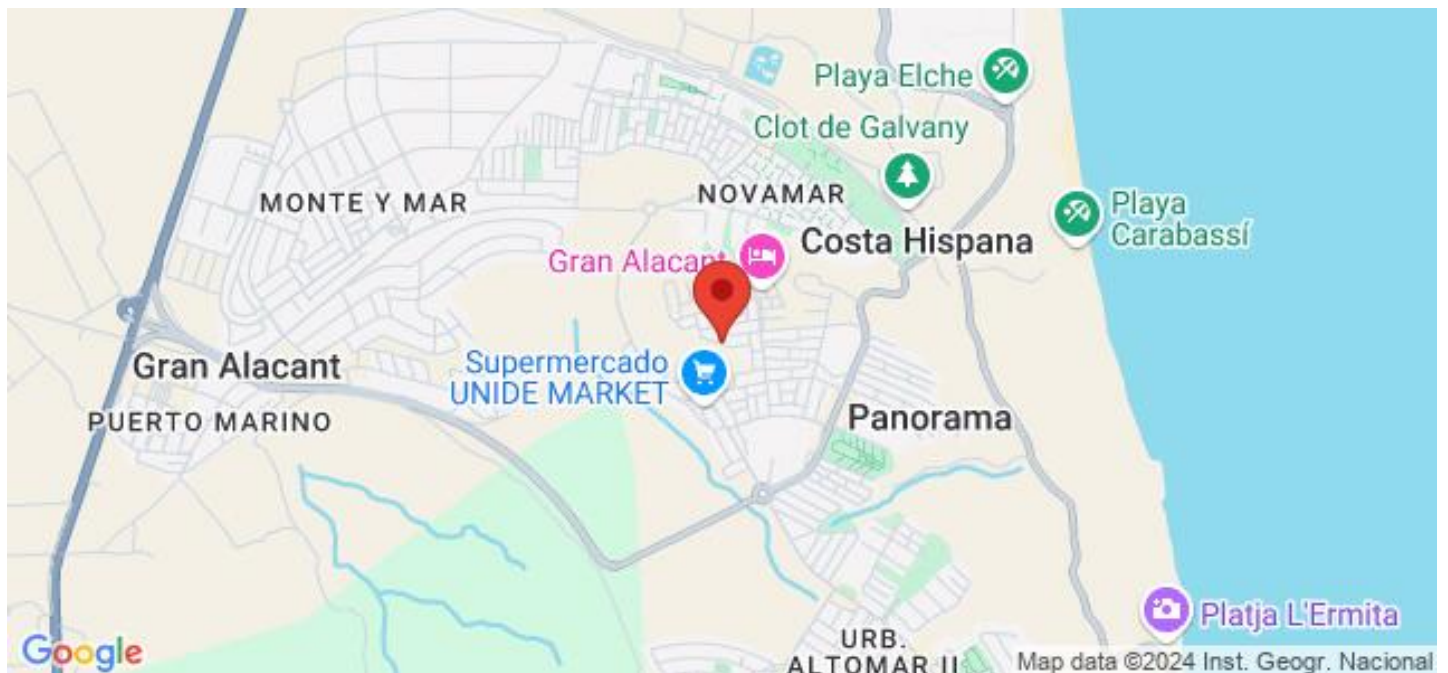 Playa Elche
Clot de Galvany
MONTE Y MAR
NOVAMAR
Playa
Carabassí
Costa Hispana
Gran Alacant
Gran Alacant
Supermercado
UNIDE MARKET
PUERTO MARINO
Panorama
Platja L'Ermita
URB.
ALTOMAR II
Google
Map data ©2024 Inst. Geogr. Nacional